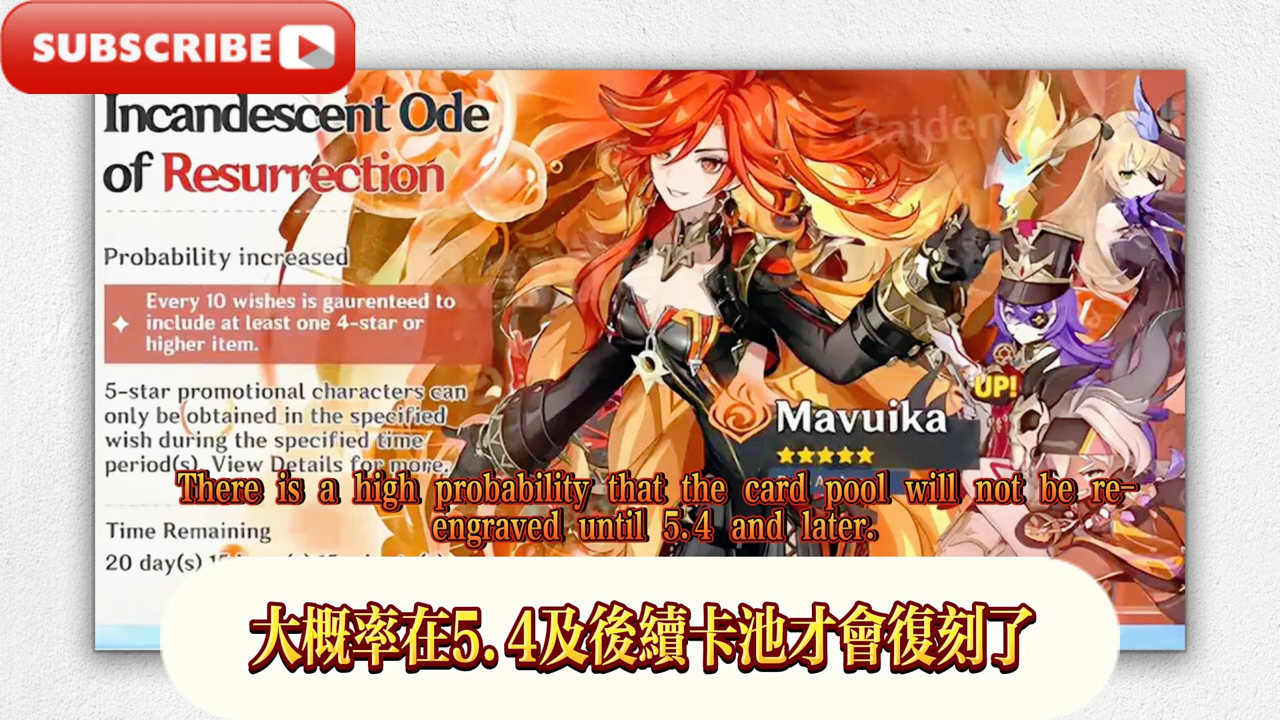 SUBSCRIBE
Incandescent Ode
of Resurrection
Probability increased
Every 10 wishes is gaurenteed to
include at least one 4-star or
higher item.
5-star promotional characters can
only be obtained in the specified
wish during the specified time
period(s). View Details for more.
Mavuika
UP!
There is a high probability that the card pool will not be re-
engraved until 5.4 and later.
Time Remaining
20 day(s)
大概率在5.4及後續卡池才會復刻了